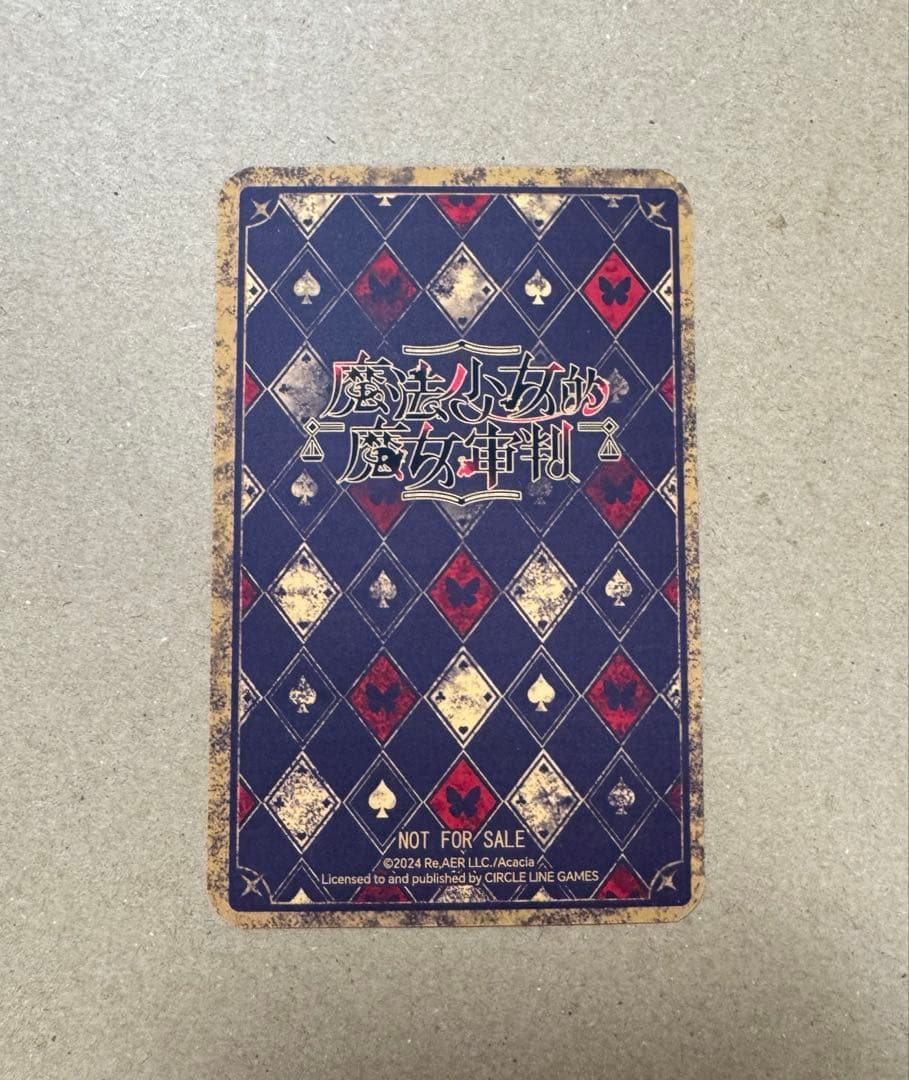 魔法少女的
魔女审判
NOT FOR SALE
©2024 Re,AER LLC./Acacia
Licensed to and published by CIRCLE LINE GAMES